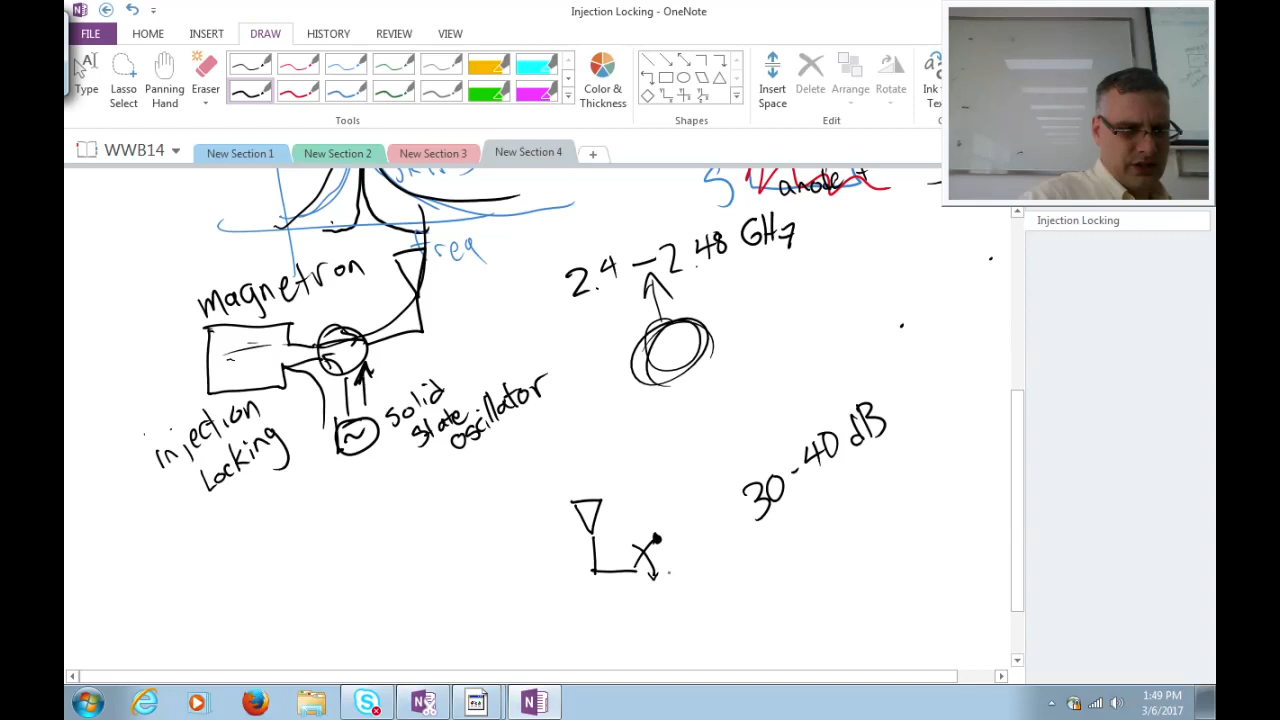 Injection Locking - OneNote
FILE HOME INSERT DRAW HISTORY REVIEW VIEW
Type
Lasso Select
Panning Hand
Eraser
Color & Thickness
Insert Space
Delete
Arrange
Rotate
Ink to
Tools
Shapes
Edit
WWB14
New Section 1
New Section 2
New Section 3
New Section 4
Injection Locking
anode +
Freq
2.4 - 2.48 GHz
magnetron
solid
state
oscillator
injection
Locking
30-40 dB
1:49 PM
3/6/2017